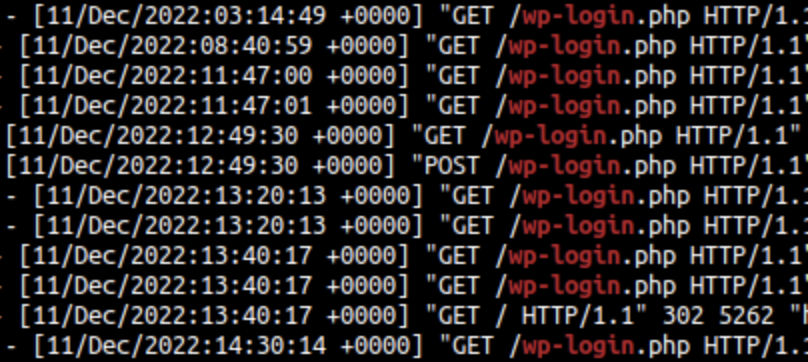 - [11/Dec/2022:03:14:49 +0000] "GET /wp-login.php HTTP/1.
- [11/Dec/2022:08:40:59 +0000] "GET /wp-login.php HTTP/1.1"
- [11/Dec/2022:11:47:00 +0000] "GET /wp-login.php HTTP/1.1"
- [11/Dec/2022:11:47:01 +0000] "GET /wp-login.php HTTP/1.1"
[11/Dec/2022:12:49:30 +0000] "GET /wp-login.php HTTP/1.1"
[11/Dec/2022:12:49:30 +0000] "POST /wp-login.php HTTP/1.1"
- [11/Dec/2022:13:20:13 +0000] "GET /wp-login.php HTTP/1.
- [11/Dec/2022:13:20:13 +0000] "GET /wp-login.php HTTP/1.
- [11/Dec/2022:13:40:17 +0000] "GET /wp-login.php HTTP/1.1"
- [11/Dec/2022:13:40:17 +0000] "GET /wp-login.php HTTP/1.1"
- [11/Dec/2022:13:40:17 +0000] "GET / HTTP/1.1" 302 5262 "h
- [11/Dec/2022:14:30:14 +0000] "GET /wp-login.php HTTP/1.